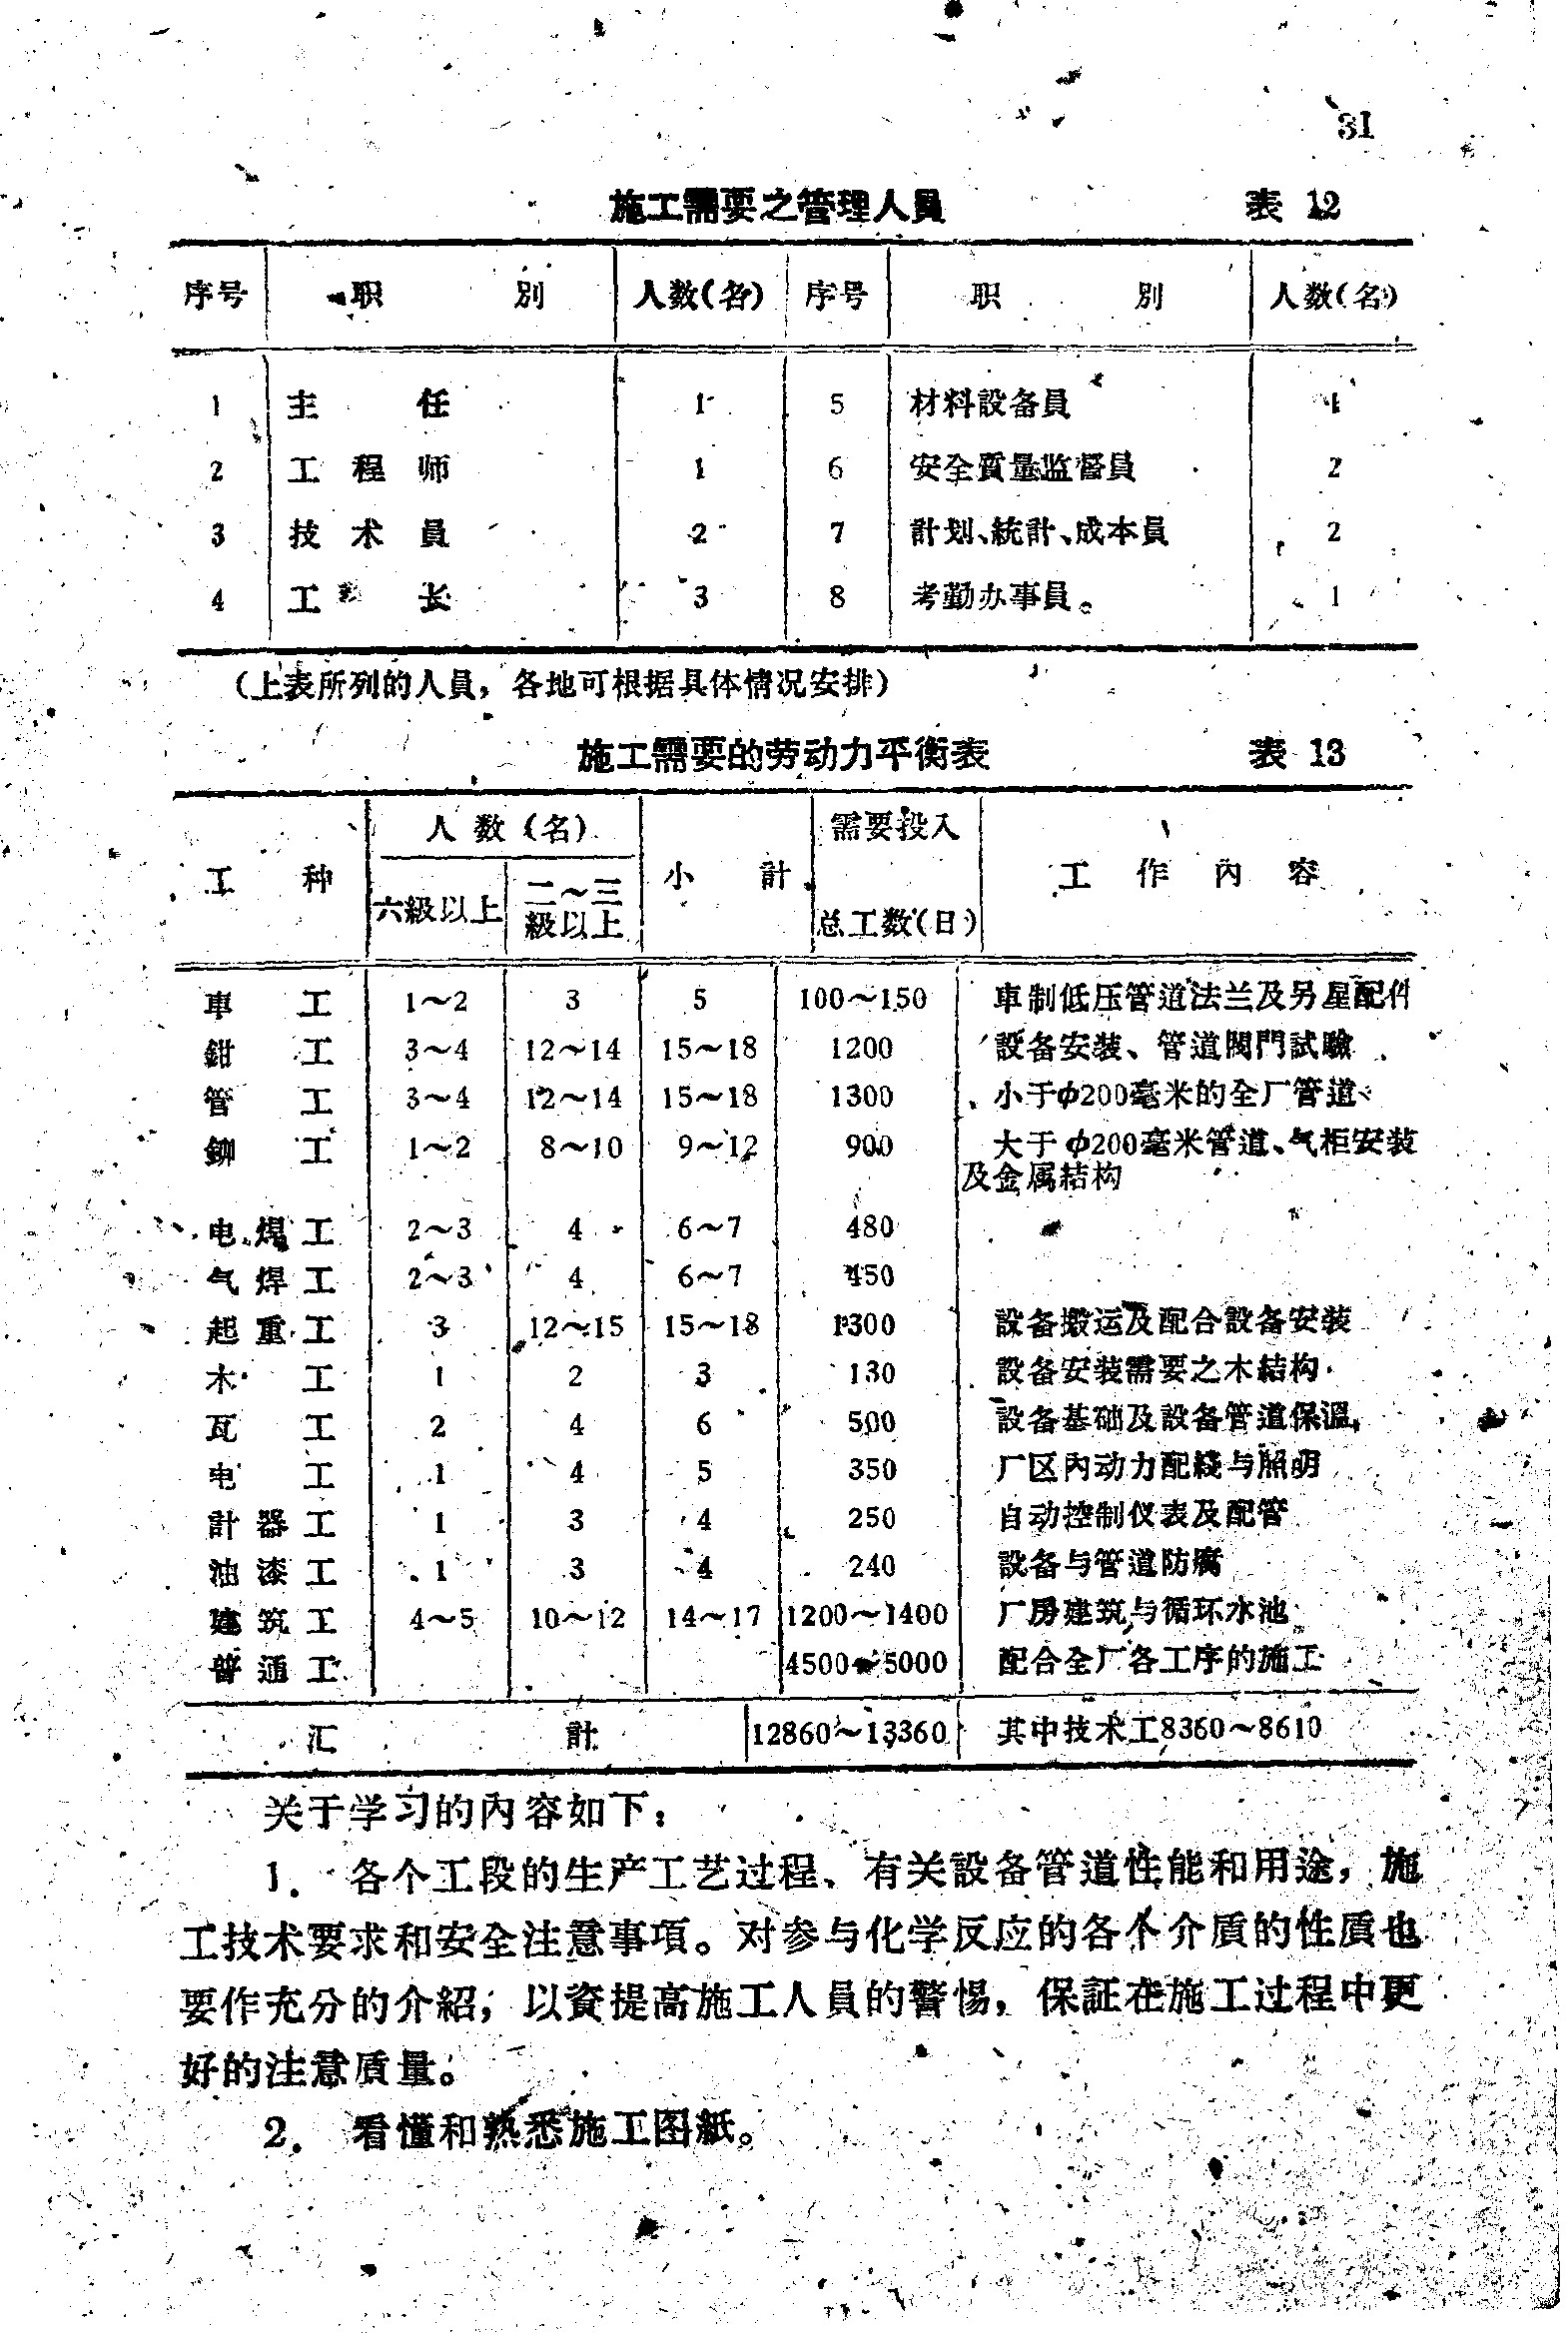 31
施工需要之管理人員 表 12
序号 职 別 人数(名) 序号 职 別 人数(名)
1 主 任 1 5 材料設备員
2 工 程 师 1 6 安全質量監督員 2
3 技 术 員 2 7 計划、統計、成本員 2
4 工 长 3 8 考勤办事員。 1
(上表所列的人員，各地可根据具体情况安排)
施工需要的劳动力平衡表 表 13
人 数 (名) 需要投入
工 种 小 計 工 作 內 容
六級以上 二～三 总工数(日)
級以上
車 工 1～2 3 5 100～150 車制低压管道法兰及另星配件
鉗 工 3～4 12～14 15～18 1200 設备安装、管道閥門試驗
管 工 3～4 12～14 15～18 1300 小于φ200毫米的全厂管道
鉚 工 1～2 8～10 9～12 900 大于φ200毫米管道、气柜安装
及金属結构
电 焊 工 2～3 4 6～7 480
气 焊 工 2～3 4 6～7 450
起 重 工 3 12～15 15～18 1300 設备搬运及配合設备安装
木 工 1 2 3 130 設备安装需要之木結构
瓦 工 2 4 6 500 設备基础及設备管道保溫
电 工 1 4 5 350 厂区內动力配綫与照明
計 器 工 1 3 4 250 自动控制仪表及配管
油 漆 工 1 3 4 240 設备与管道防腐
建 筑 工 4～5 10～12 14～17 1200～1400 厂房建筑与循环水池
普 通 工 4500～5000 配合全厂各工序的施工
汇 計 12860～13360 其中技术工8360～8610
关于学习的內容如下：
1. 各个工段的生产工艺过程、有关設备管道性能和用途，施
工技术要求和安全注意事項。对参与化学反应的各个介質的性質也
要作充分的介紹；以資提高施工人員的警惕，保証在施工过程中更
好的注意质量。
2. 看懂和熟悉施工图紙。